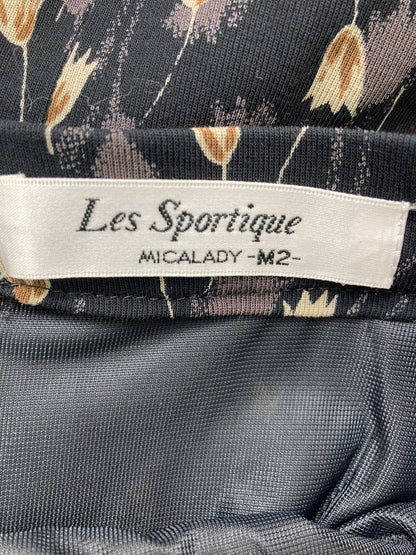 Les Sportique
MICALADY -M2-